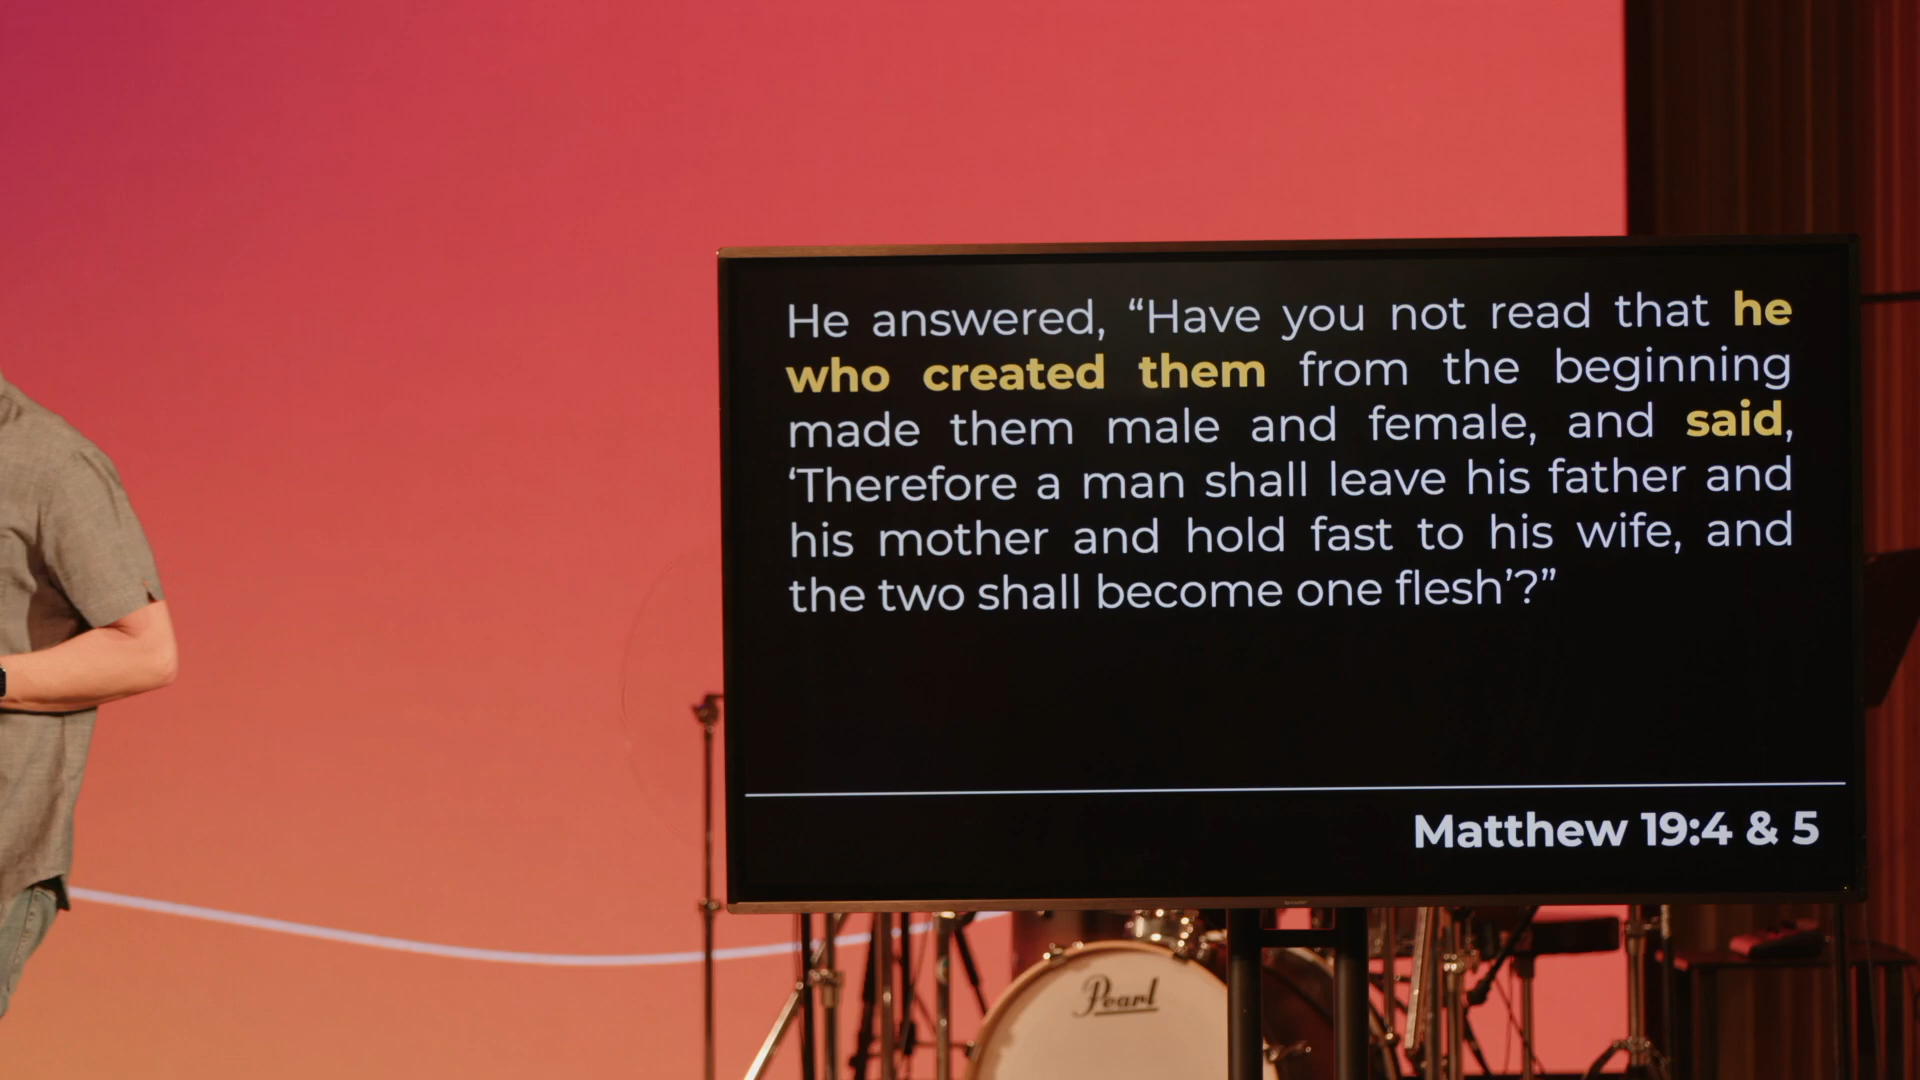 He answered, “Have you not read that he
who created them from the beginning
made them male and female, and said,
‘Therefore a man shall leave his father and
his mother and hold fast to his wife, and
the two shall become one flesh’?”
Matthew 19:4 & 5
Pearl